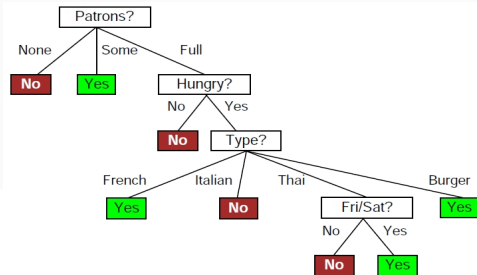 Patrons?
None Some Full
No Yes Hungry?
No Yes
No Type?
French Italian Thai Burger
Yes No Fri/Sat? Yes
No Yes
No Yes